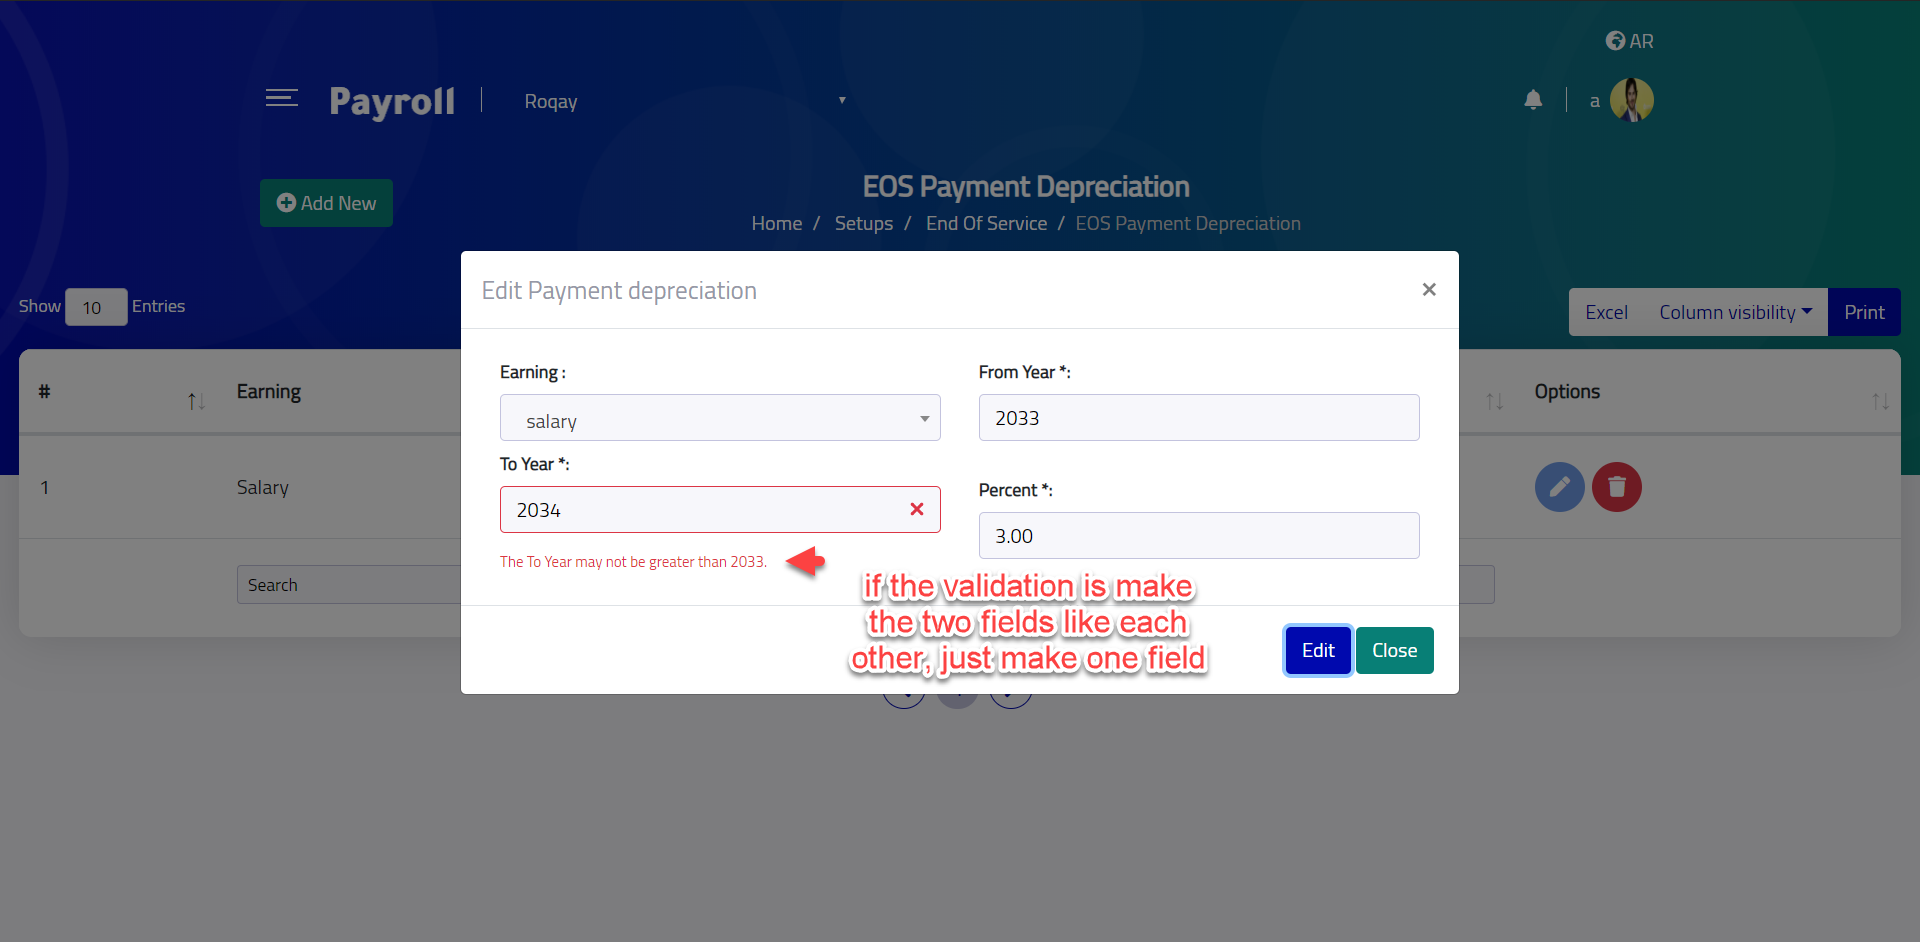 AR
Payroll
Roqay
a
Add New
EOS Payment Depreciation
Home / Setups / End Of Service / EOS Payment Depreciation
Show 10 Entries
Excel
Column visibility
Print
#
Earning
Options
1
Salary
Search
Edit Payment depreciation
×
Earning :
salary
From Year *:
2033
To Year *:
2034
The To Year may not be greater than 2033.
Percent *:
3.00
if the validation is make
the two fields like each
other, just make one field
Edit
Close